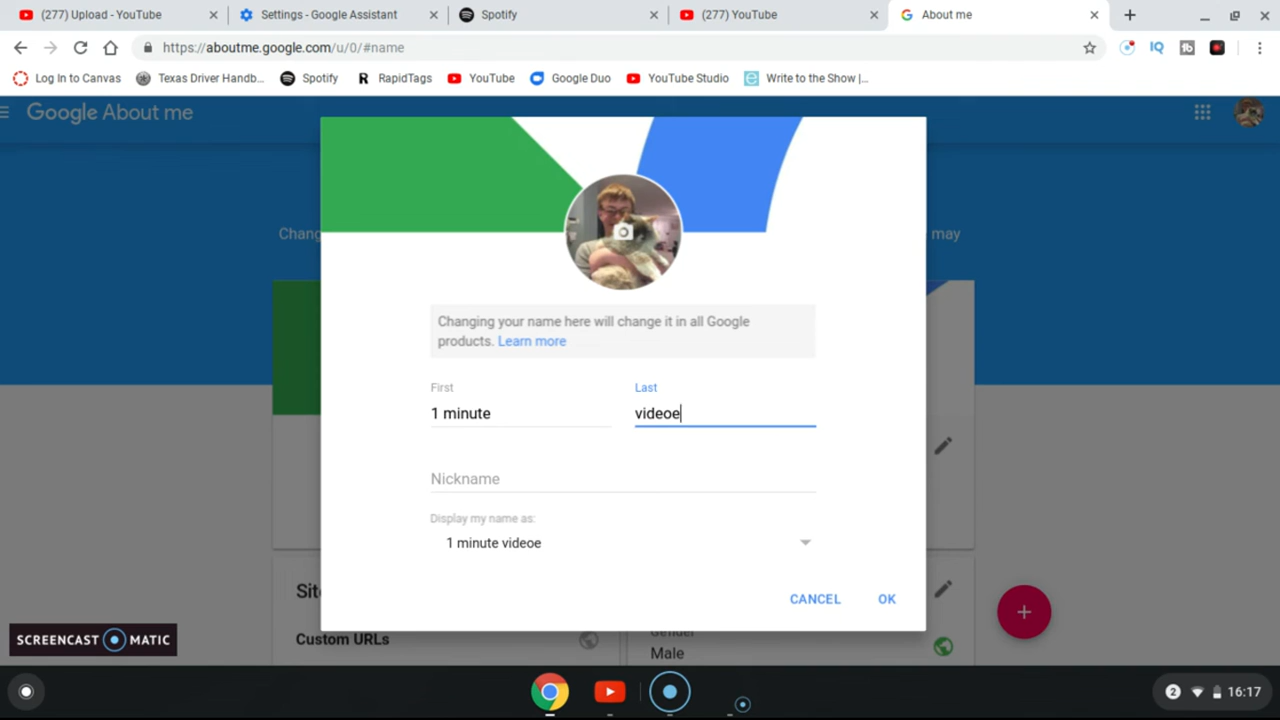 (277) Upload - YouTube
Settings - Google Assistant
Spotify
(277) YouTube
About me
https://aboutme.google.com/u/0/#name
Log In to Canvas
Texas Driver Handb...
Spotify
RapidTags
YouTube
Google Duo
YouTube Studio
Write to the Show |...
Google About me
Chang
may
Changing your name here will change it in all Google
products. Learn more
First
Last
1 minute
videoe
Nickname
Display my name as:
1 minute videoe
CANCEL
OK
Sit
Custom URLs
Gender
Male
SCREENCAST MATIC
2
16:17